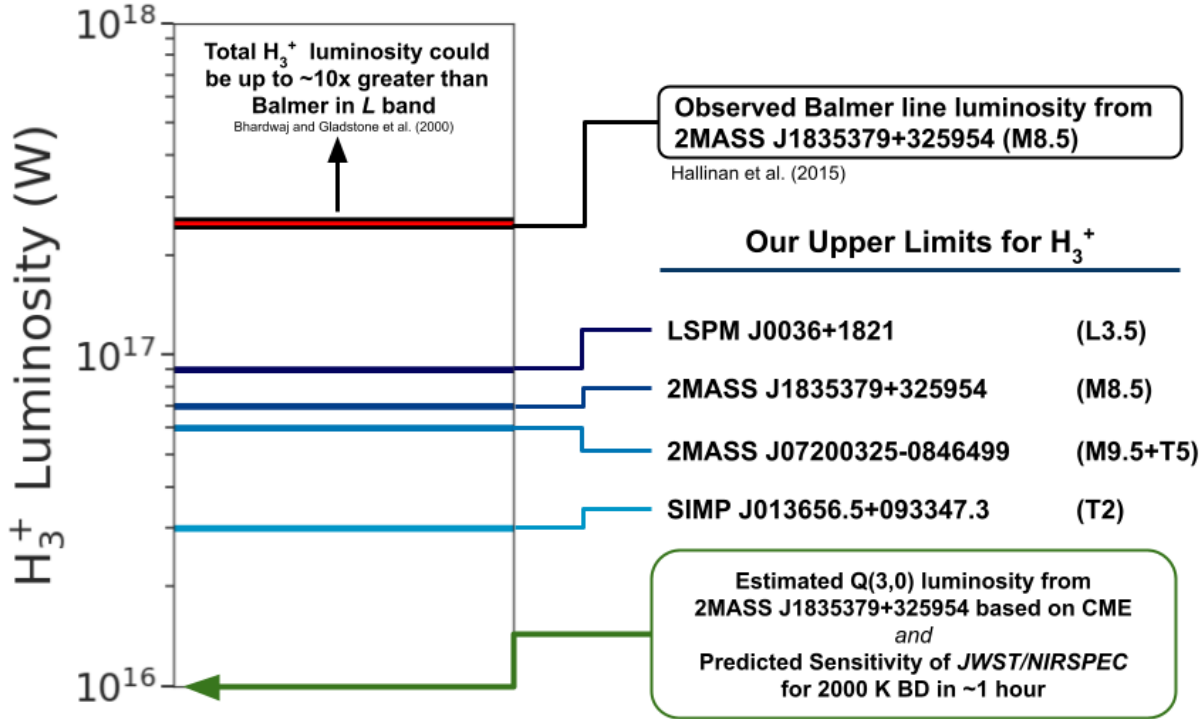 10^18
Total H₃⁺ luminosity could
be up to ~10x greater than
Balmer in L band
Bhardwaj and Gladstone et al. (2000)
Observed Balmer line luminosity from
2MASS J1835379+325954 (M8.5)
Hallinan et al. (2015)
Our Upper Limits for H₃⁺
H₃⁺ Luminosity (W)
10^17
LSPM J0036+1821 (L3.5)
2MASS J1835379+325954 (M8.5)
2MASS J07200325-0846499 (M9.5+T5)
SIMP J013656.5+093347.3 (T2)
Estimated Q(3,0) luminosity from
2MASS J1835379+325954 based on CME
and
Predicted Sensitivity of JWST/NIRSPEC
for 2000 K BD in ~1 hour
10^16